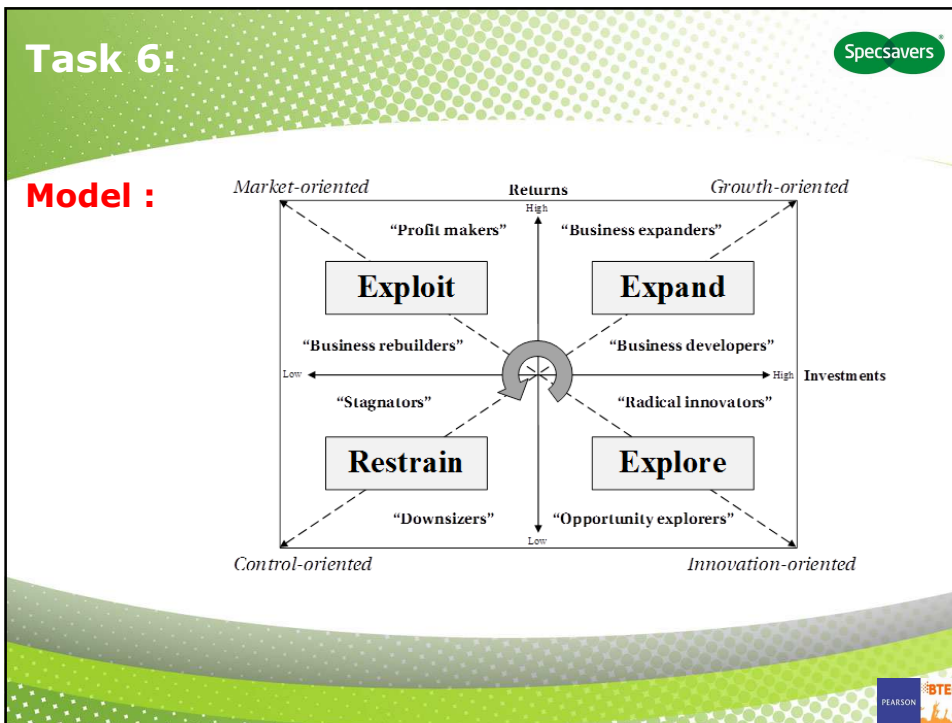 Task 6:
Specsavers
Model :
Market-oriented
Returns
Growth-oriented
High
"Profit makers"
"Business expanders"
Exploit
Expand
"Business rebuilders"
"Business developers"
Low
High
Investments
"Stagnators"
"Radical innovators"
Restrain
Explore
"Downsizers"
"Opportunity explorers"
Low
Control-oriented
Innovation-oriented
PEARSON
BTE